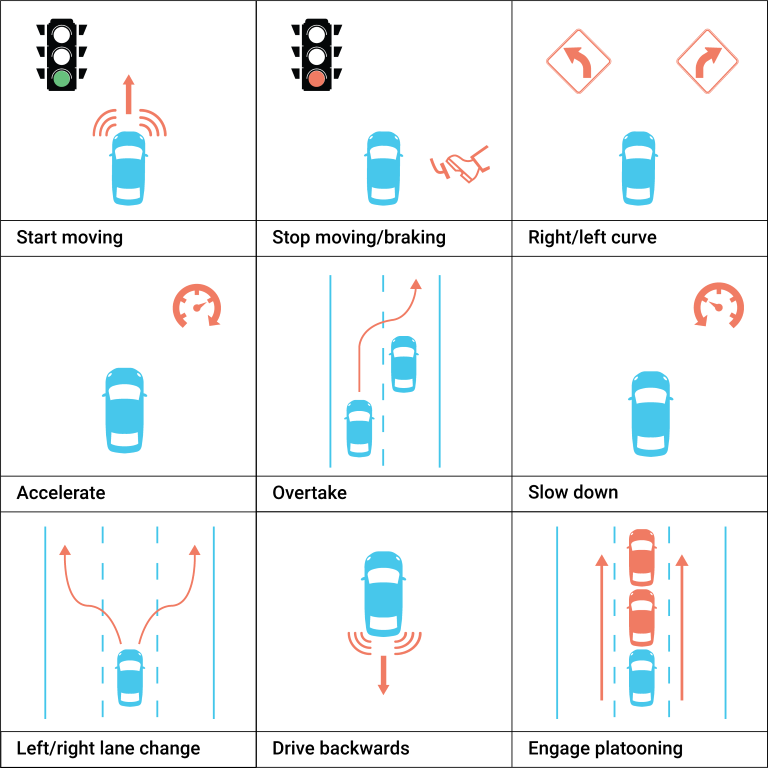 Start moving
Stop moving/braking
Right/left curve
Accelerate
Overtake
Slow down
Left/right lane change
Drive backwards
Engage platooning